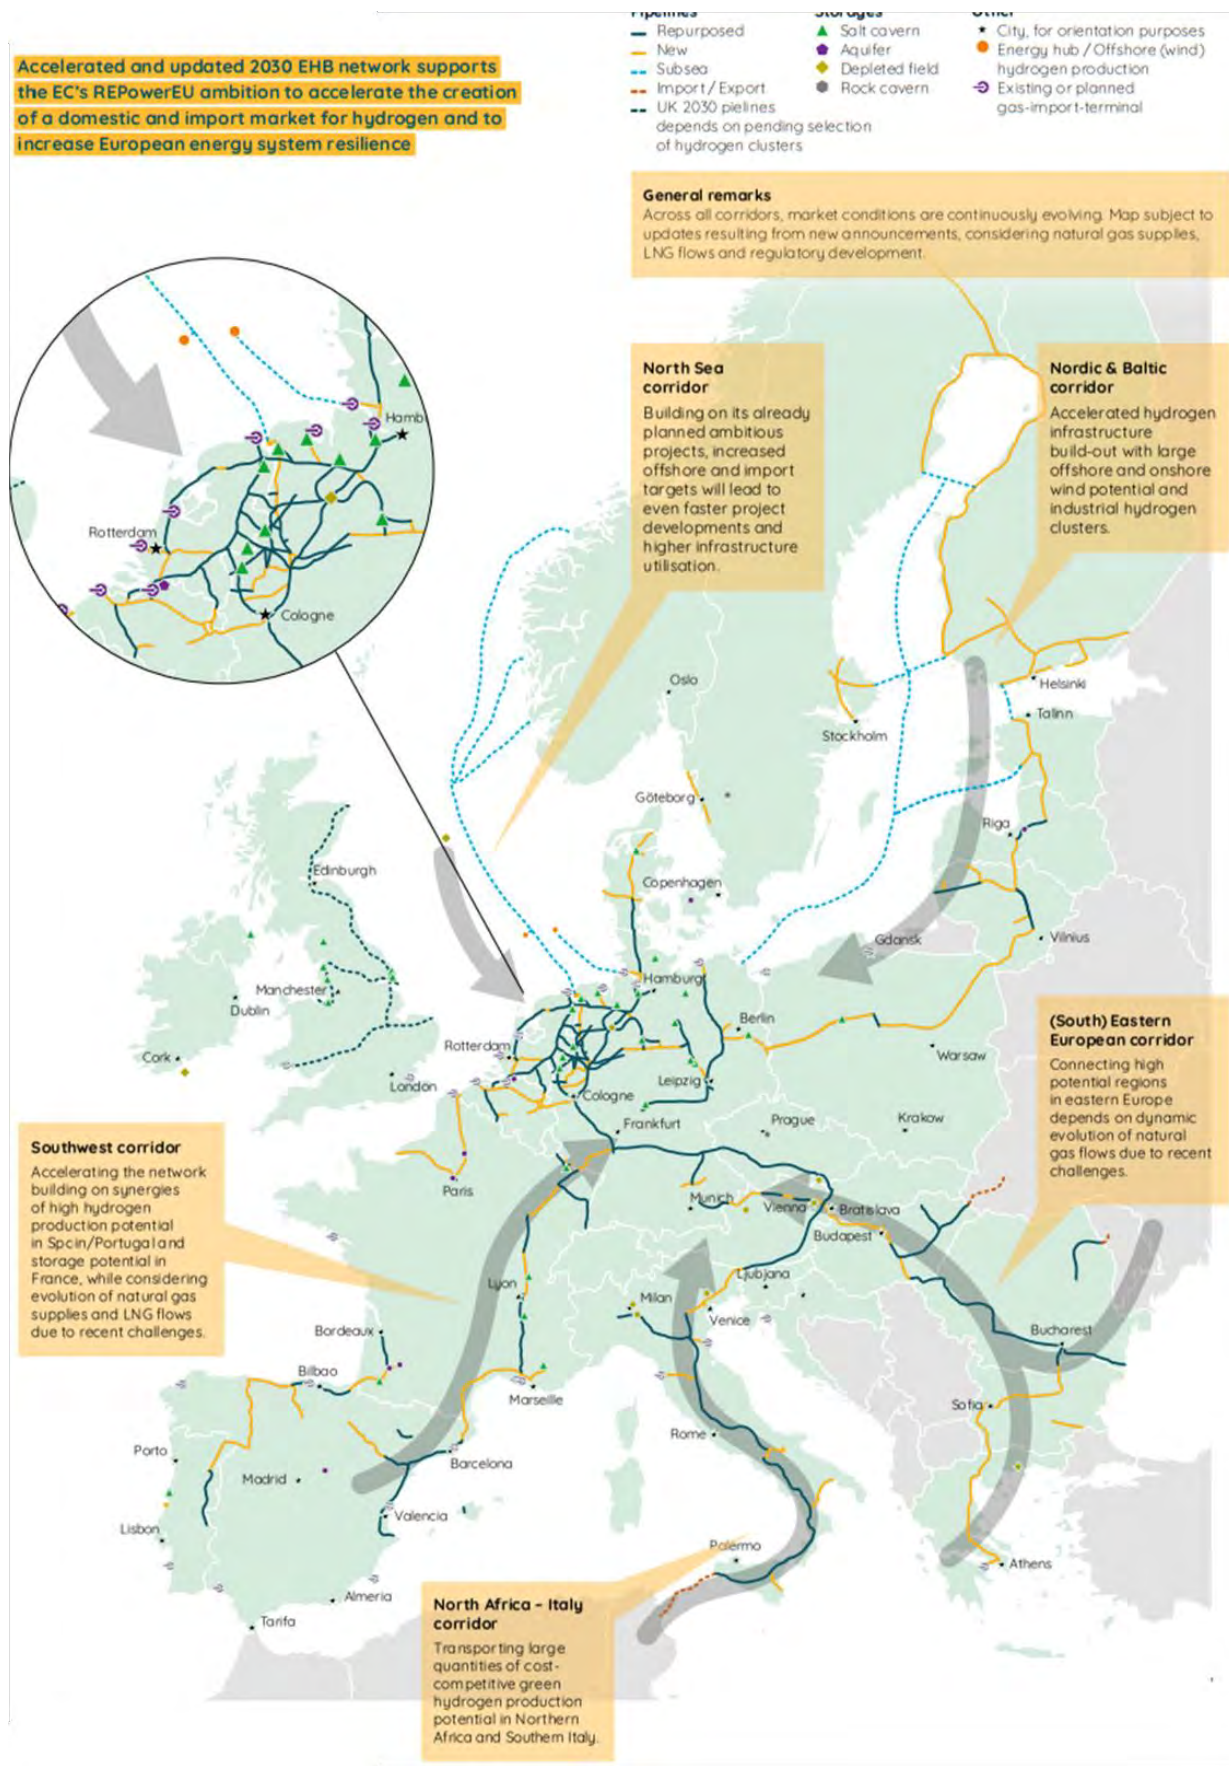 Accelerated and updated 2030 EHB network supports
the EC's REPowerEU ambition to accelerate the creation
of a domestic and import market for hydrogen and to
increase European energy system resilience
Pipelines
Repurposed
New
Subsea
Import / Export
UK 2030 pielines
depends on pending selection
of hydrogen clusters
Storages
Salt cavern
Aquifer
Depleted field
Rock cavern
Other
City, for orientation purposes
Energy hub / Offshore (wind)
hydrogen production
Existing or planned
gas-import-terminal
General remarks
Across all corridors, market conditions are continuously evolving. Map subject to
updates resulting from new announcements, considering natural gas supplies,
LNG flows and regulatory development.
North Sea
corridor
Building on its already
planned ambitious
projects, increased
offshore and import
targets will lead to
even faster project
developments and
higher infrastructure
utilisation.
Nordic & Baltic
corridor
Accelerated hydrogen
infrastructure
build-out with large
offshore and onshore
wind potential and
industrial hydrogen
clusters.
Hamb
Rotterdam
Cologne
Oslo
Helsinki
Talinn
Stockholm
Göteborg
Riga
Edinburgh
Copenhagen
Gdansk
Vilnius
Hamburg
Manchester
Dublin
Berlin
Rotterdam
Warsaw
Cork
London
Leipzig
Cologne
Frankfurt
Prague
Krakow
(South) Eastern
European corridor
Connecting high
potential regions
in eastern Europe
depends on dynamic
evolution of natural
gas flows due to recent
challenges.
Southwest corridor
Accelerating the network
building on synergies
of high hydrogen
production potential
in Spcin/Portugal and
storage potential in
France, while considering
evolution of natural gas
supplies and LNG flows
due to recent challenges.
Paris
Munich
Vienna
Bratislava
Budapest
Ljubjana
Lyon
Milan
Venice
Bordeaux
Bucharest
Bilbao
Marseille
Sofia
Rome
Porto
Madrid
Barcelona
Valencia
Lisbon
Palermo
Athens
Almeria
Tarifa
North Africa – Italy
corridor
Transporting large
quantities of cost-
competitive green
hydrogen production
potential in Northern
Africa and Southern Italy.